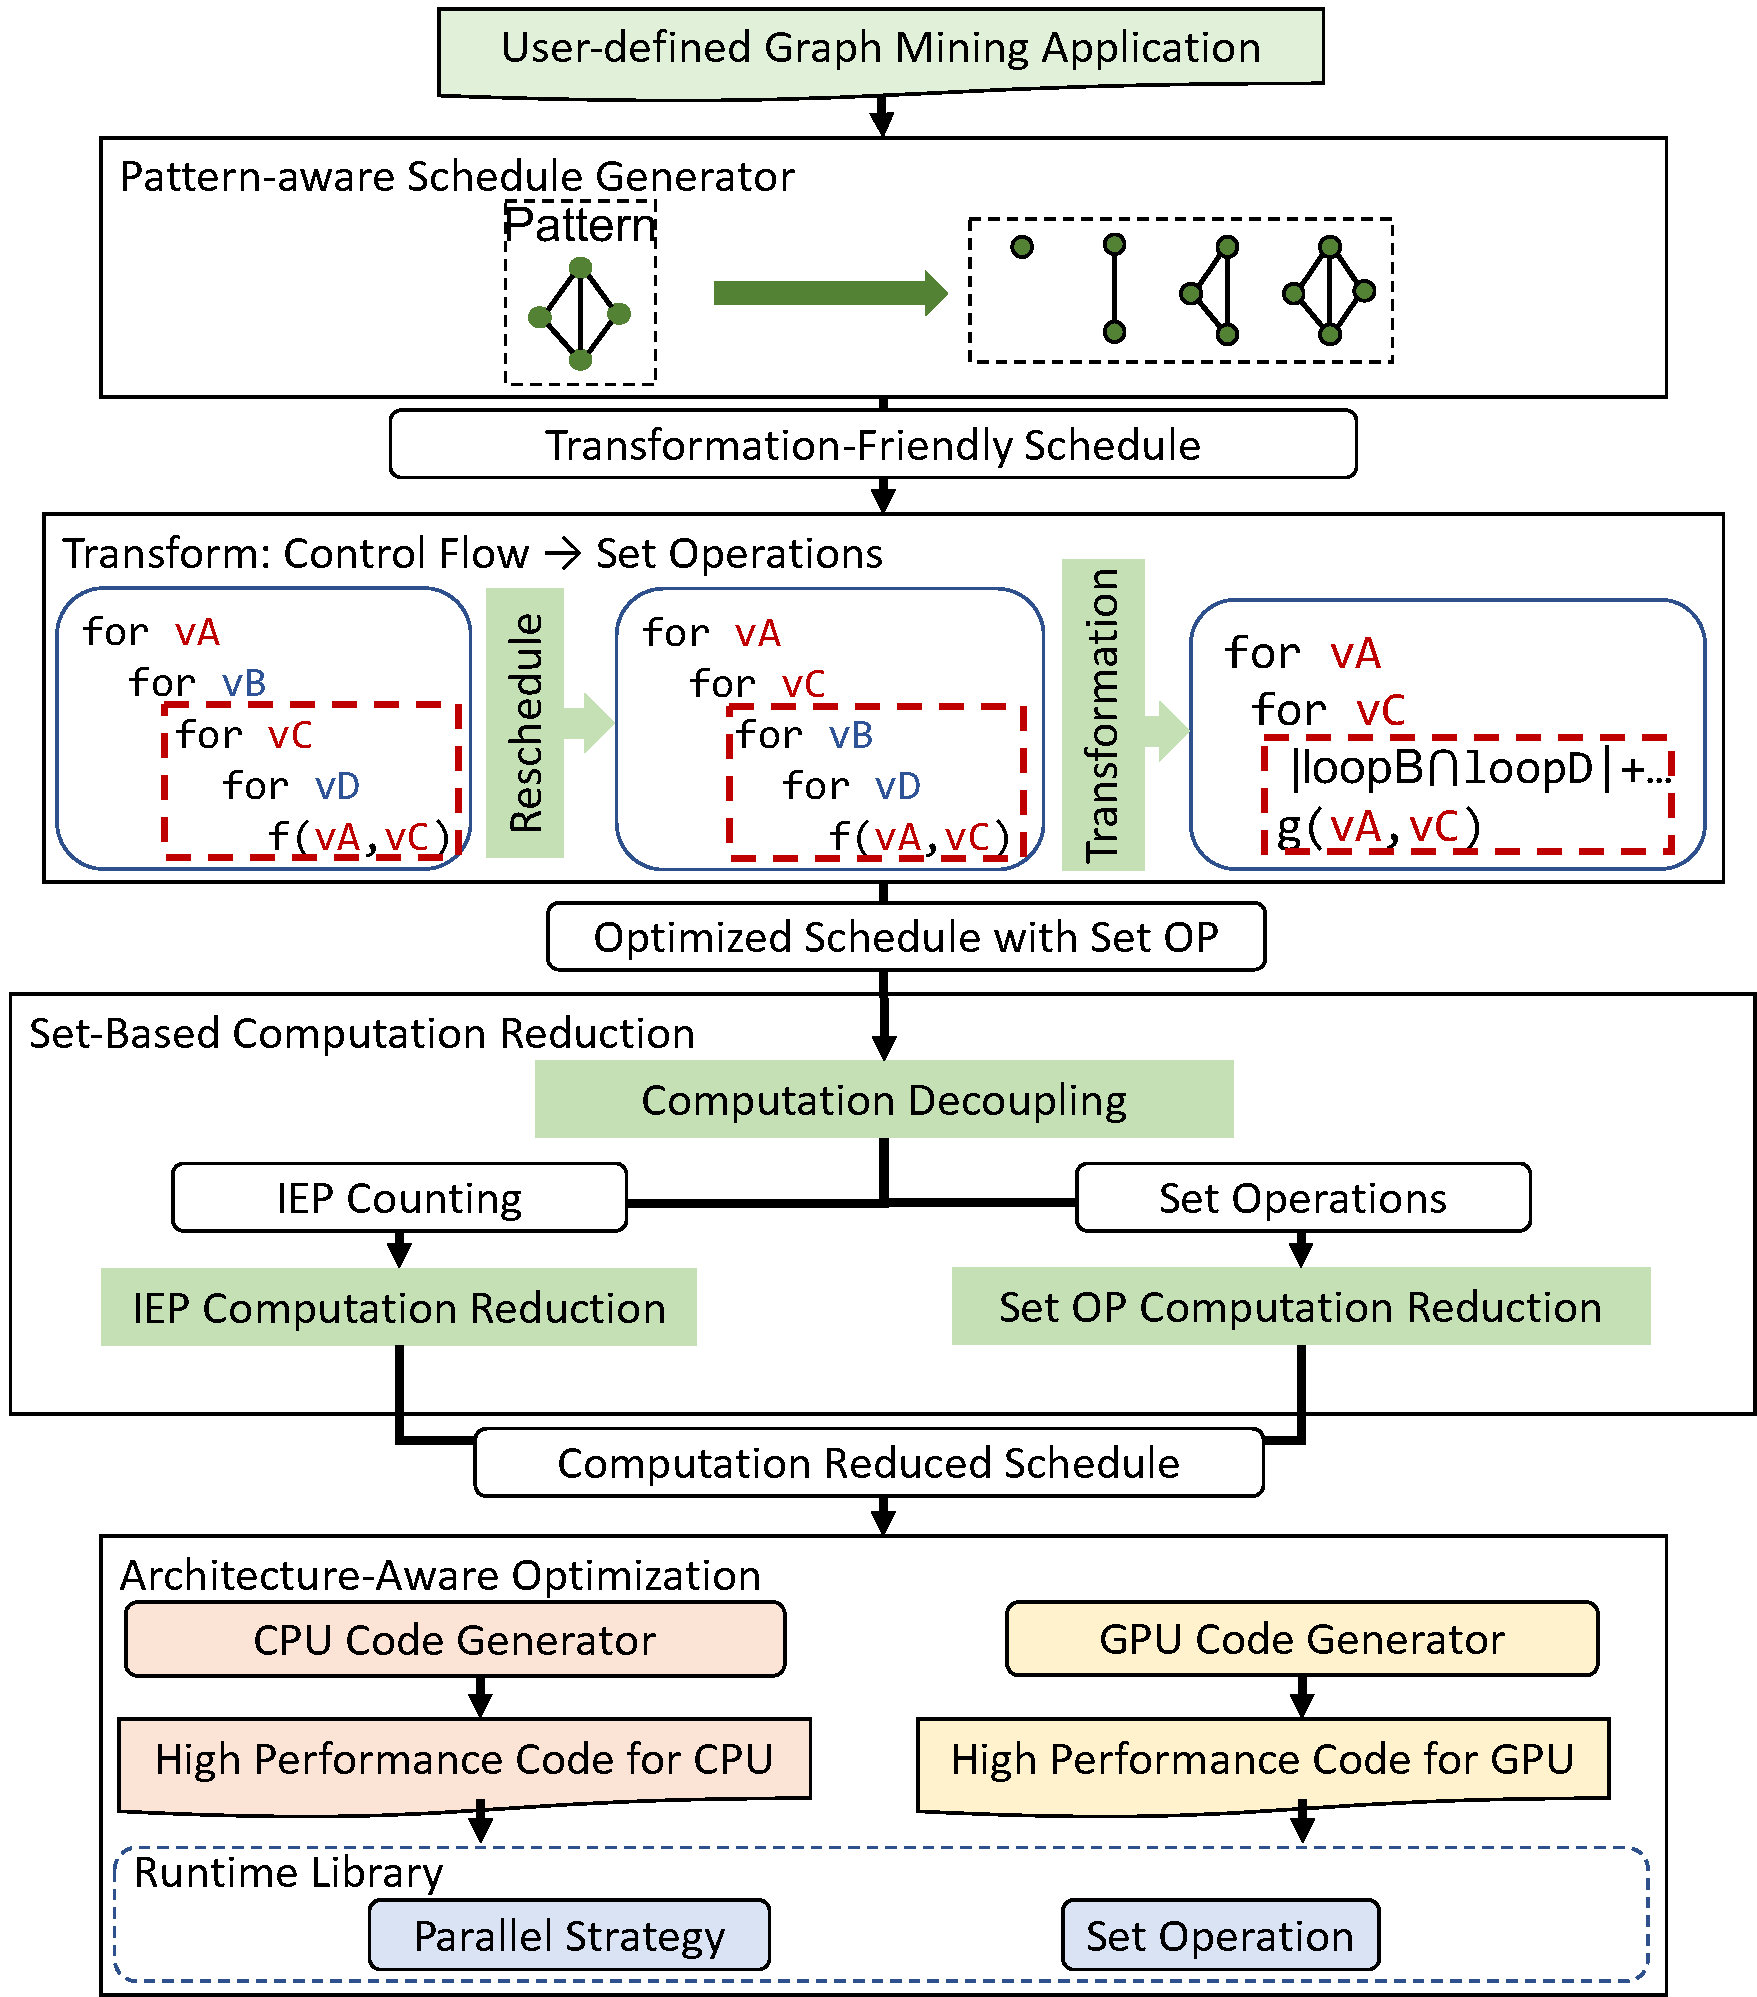 User-defined Graph Mining Application
Pattern-aware Schedule Generator
Pattern
Transformation-Friendly Schedule
Transform: Control Flow → Set Operations
for vA
for vB
for vC
for vD
f(vA,vC)
Reschedule
for vA
for vC
for vB
for vD
f(vA,vC)
Transformation
for vA
for vC
|loopB∩loopD|+…
g(vA,vC)
Optimized Schedule with Set OP
Set-Based Computation Reduction
Computation Decoupling
IEP Counting
Set Operations
IEP Computation Reduction
Set OP Computation Reduction
Computation Reduced Schedule
Architecture-Aware Optimization
CPU Code Generator
GPU Code Generator
High Performance Code for CPU
High Performance Code for GPU
Runtime Library
Parallel Strategy
Set Operation